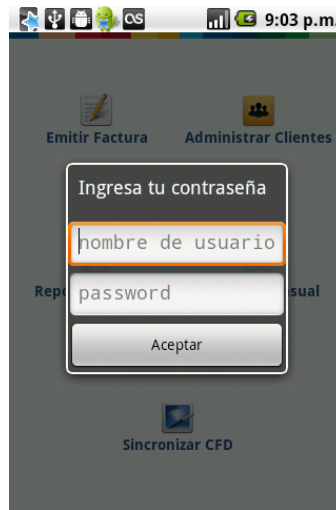 9:03 p.m.
Emitir Factura
Administrar Clientes
Ingresa tu contraseña
nombre de usuario
password
Aceptar
Sincronizar CFD